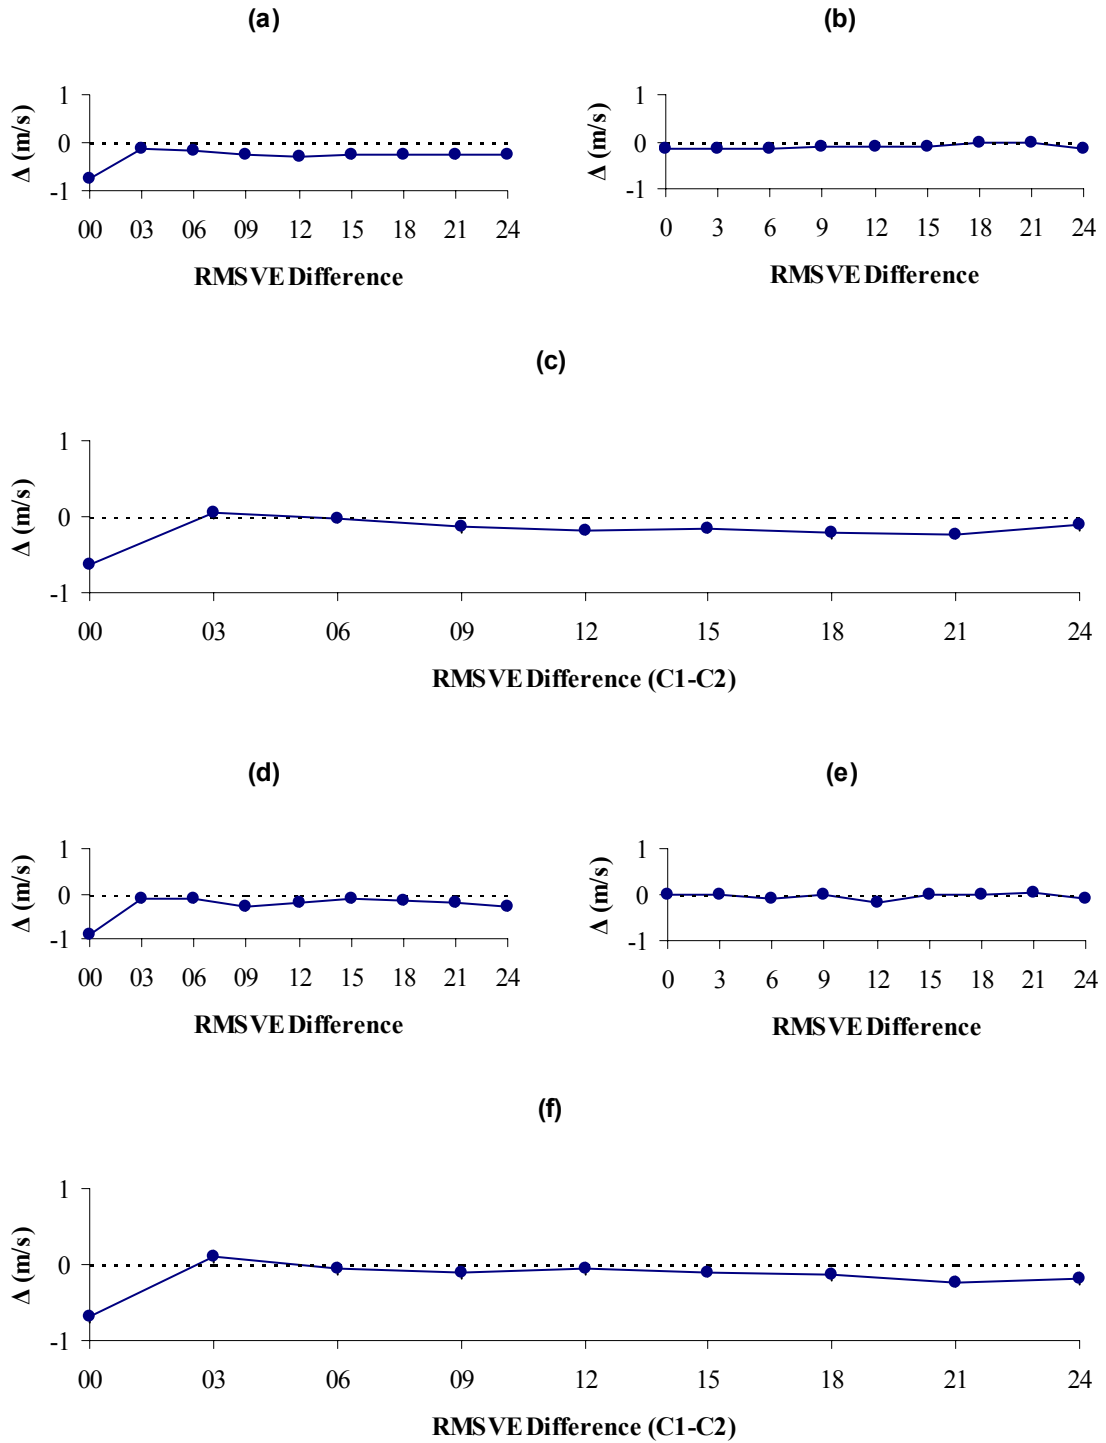 (a)
Δ (m/s)
1
0
-1
00 03 06 09 12 15 18 21 24
RMSVE Difference
(b)
Δ (m/s)
1
0
-1
0 3 6 9 12 15 18 21 24
RMSVE Difference
(c)
Δ (m/s)
1
0
-1
00 03 06 09 12 15 18 21 24
RMSVE Difference (C1-C2)
(d)
Δ (m/s)
1
0
-1
00 03 06 09 12 15 18 21 24
RMSVE Difference
(e)
Δ (m/s)
1
0
-1
0 3 6 9 12 15 18 21 24
RMSVE Difference
(f)
Δ (m/s)
1
0
-1
00 03 06 09 12 15 18 21 24
RMSVE Difference (C1-C2)